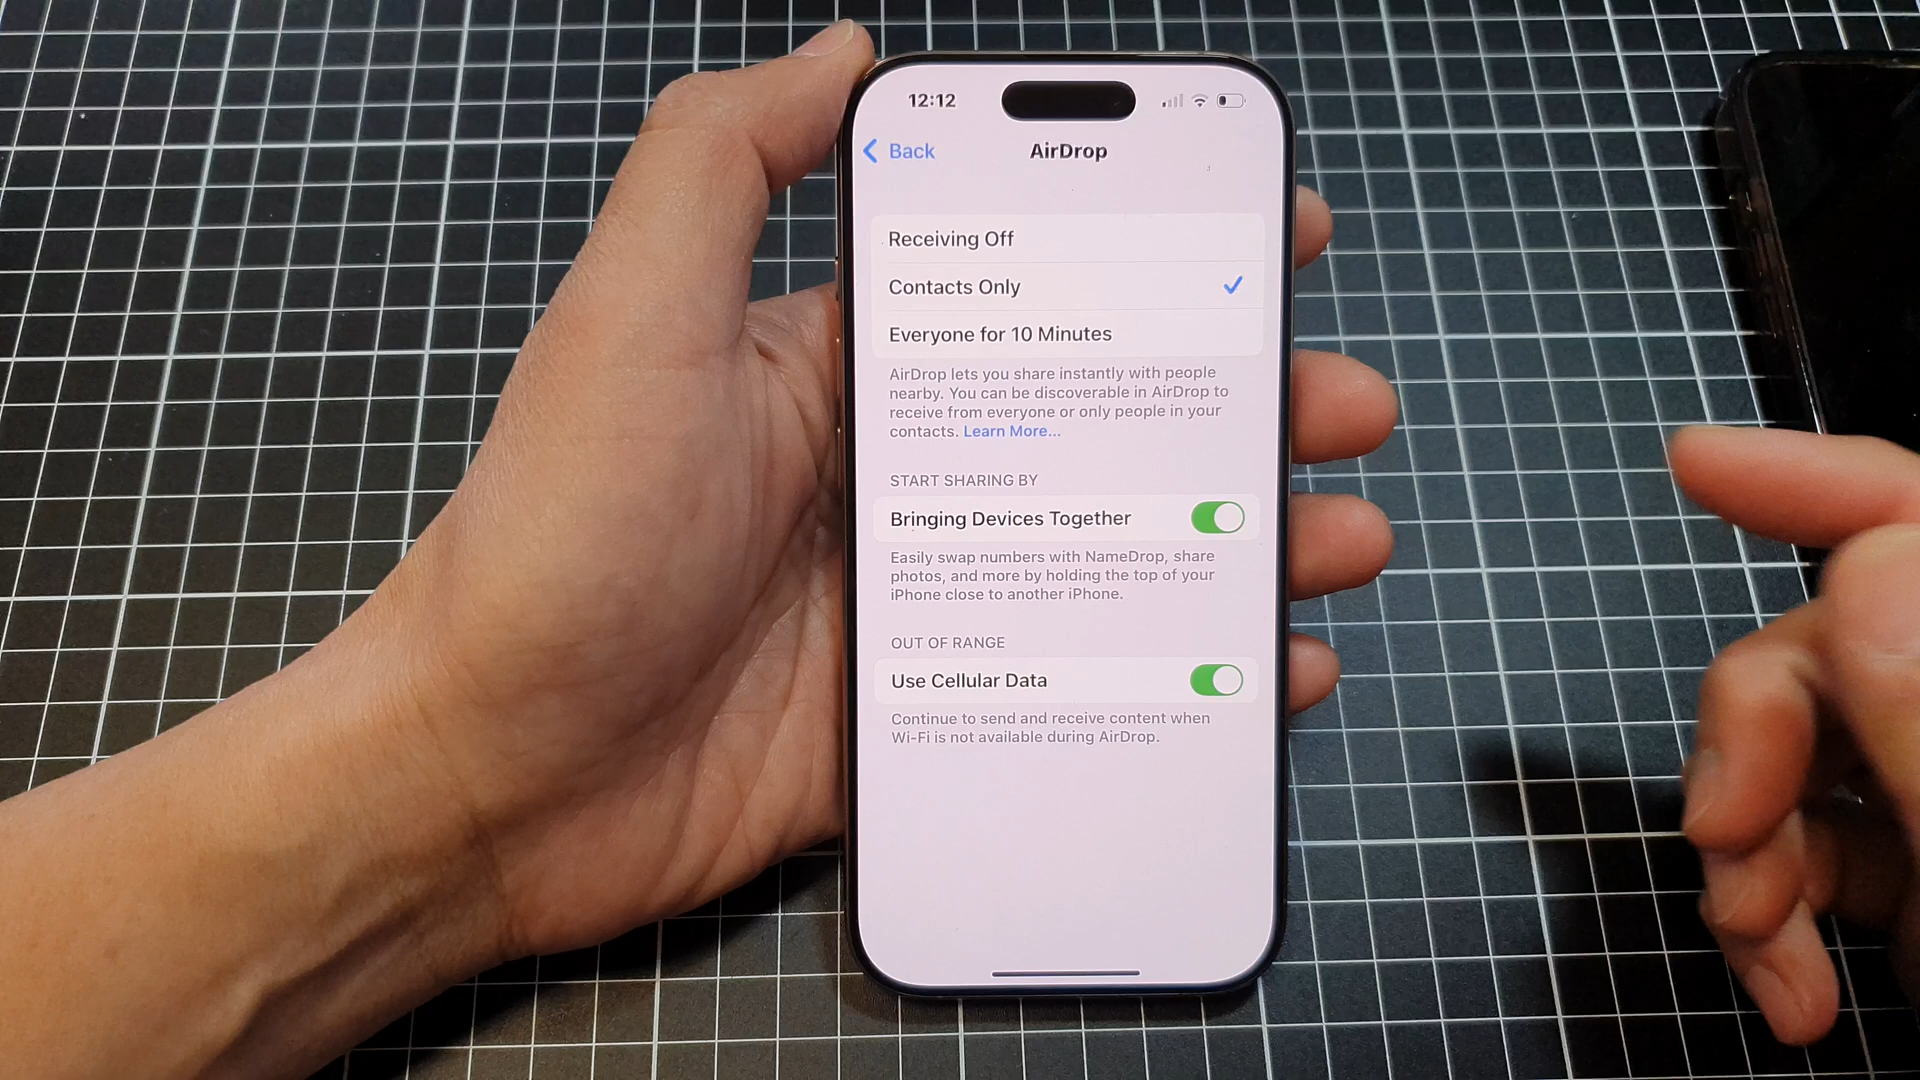 12:12
Back
AirDrop
Receiving Off
Contacts Only
Everyone for 10 Minutes
AirDrop lets you share instantly with people
nearby. You can be discoverable in AirDrop to
receive from everyone or only people in your
contacts. Learn More...
START SHARING BY
Bringing Devices Together
Easily swap numbers with NameDrop, share
photos, and more by holding the top of your
iPhone close to another iPhone.
OUT OF RANGE
Use Cellular Data
Continue to send and receive content when
Wi-Fi is not available during AirDrop.